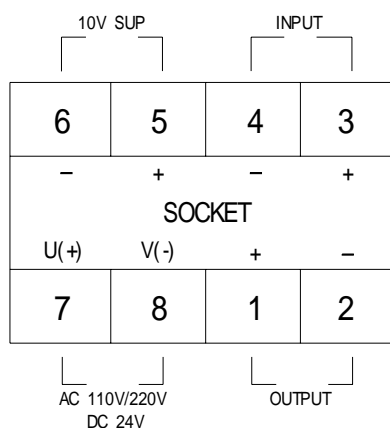 10V SUP INPUT
6 5 4 3
− + − +
SOCKET
U(+) V(-) + −
7 8 1 2
AC 110V/220V OUTPUT
DC 24V